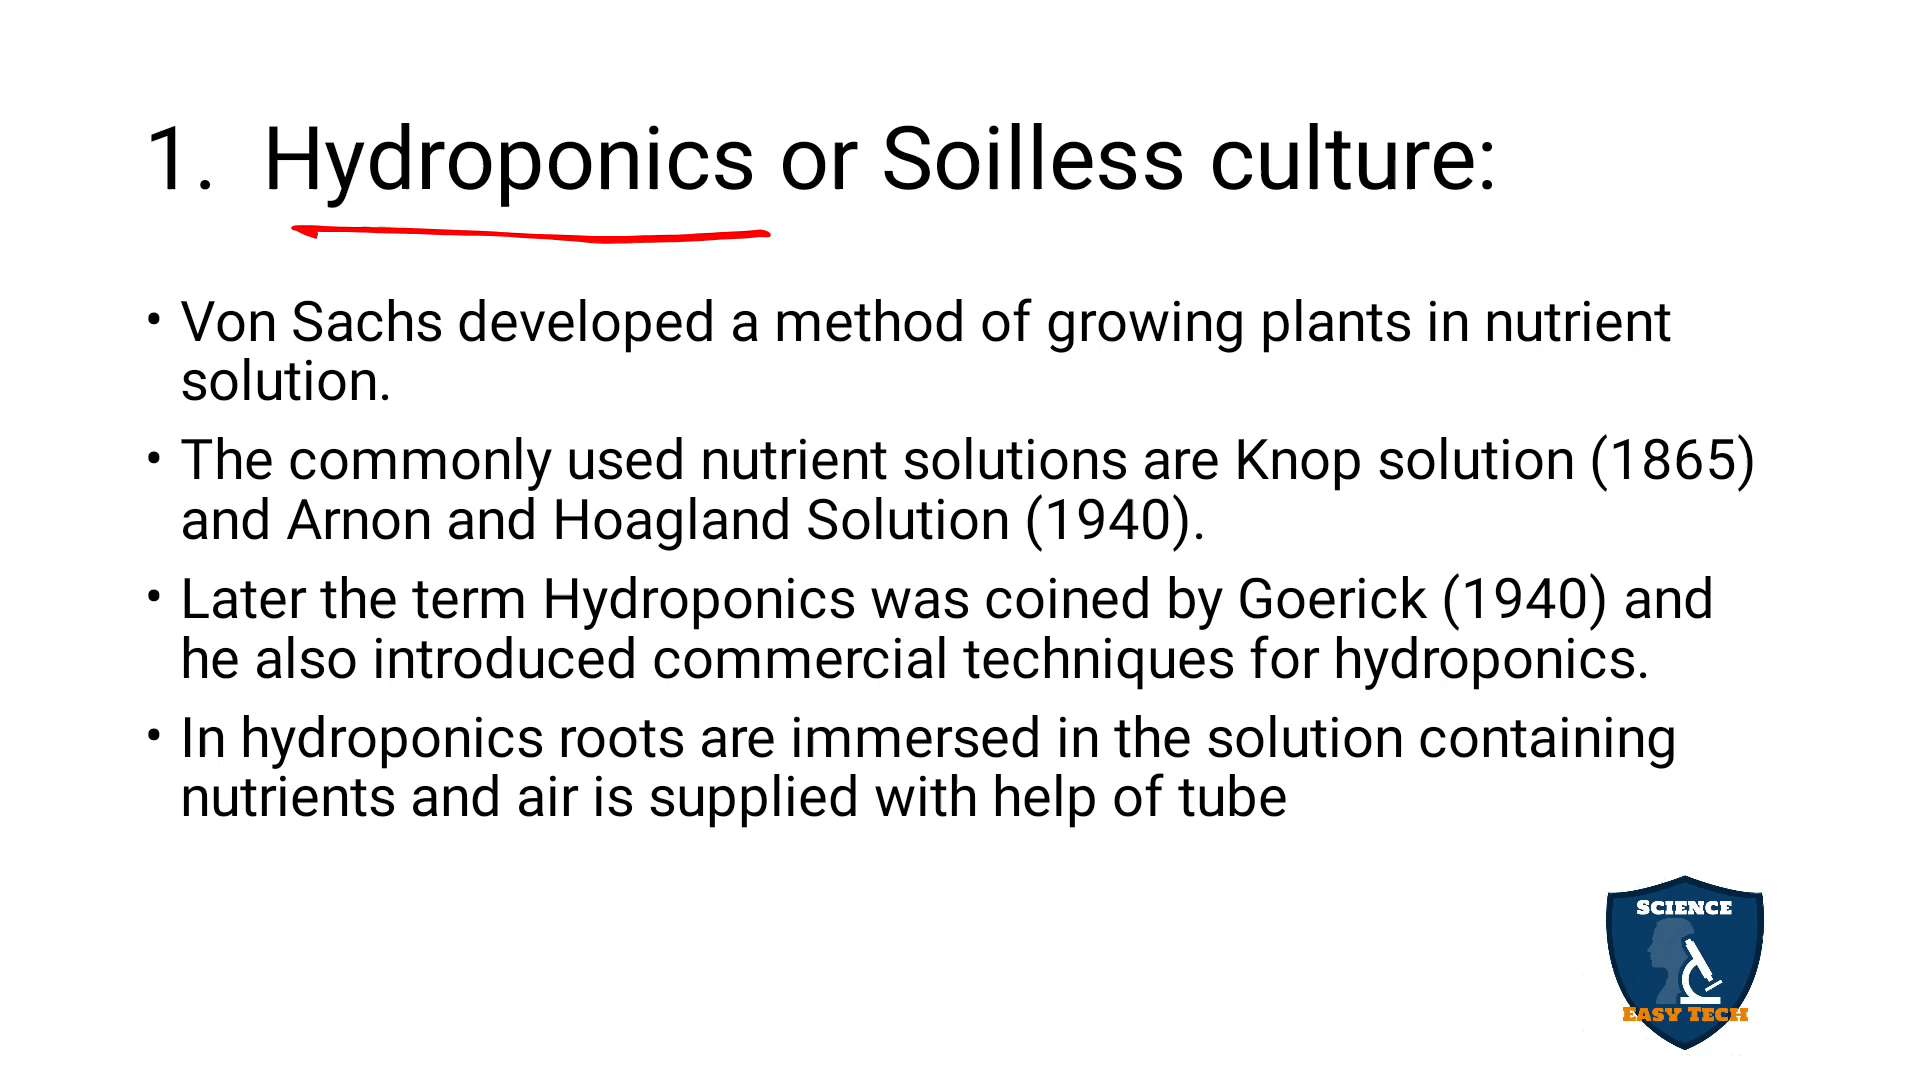 1. Hydroponics or Soilless culture:
• Von Sachs developed a method of growing plants in nutrient
solution.
• The commonly used nutrient solutions are Knop solution (1865)
and Arnon and Hoagland Solution (1940).
• Later the term Hydroponics was coined by Goerick (1940) and
he also introduced commercial techniques for hydroponics.
• In hydroponics roots are immersed in the solution containing
nutrients and air is supplied with help of tube
SCIENCE
EASY TECH